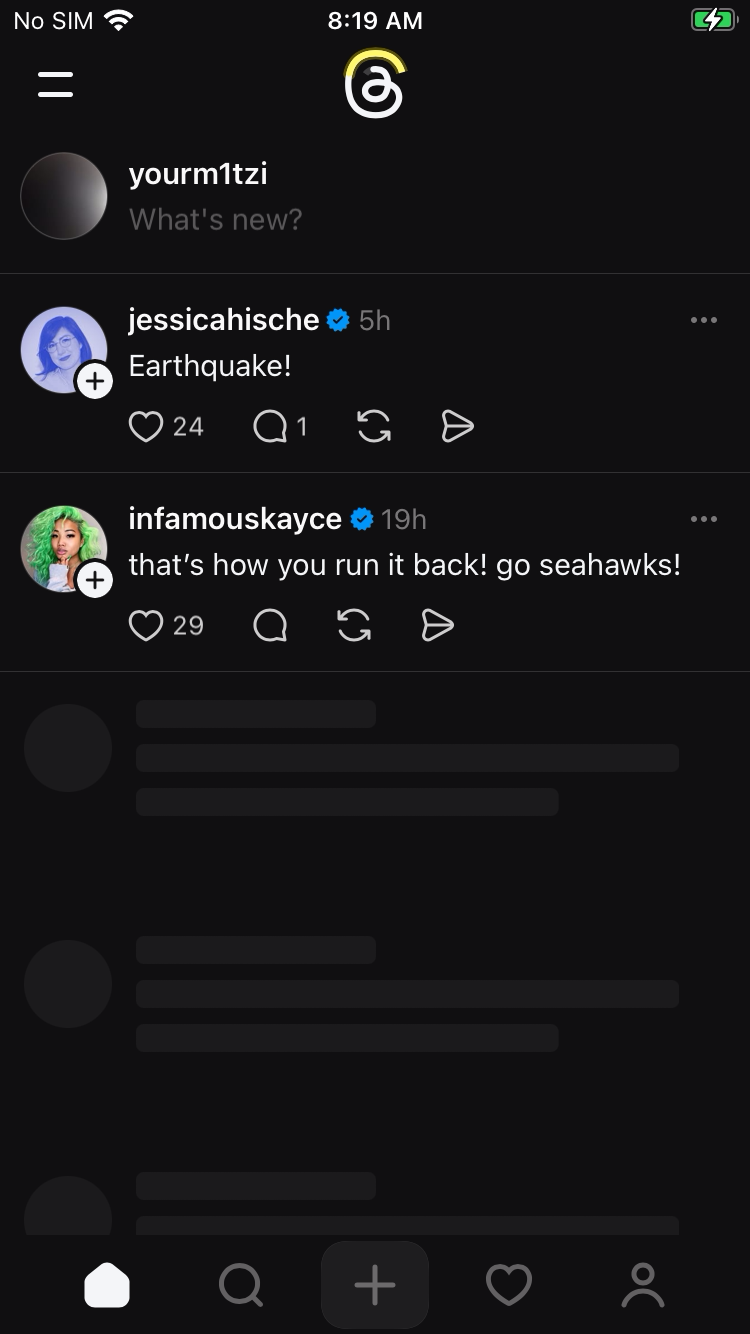 No SIM 8:19 AM
yourm1tzi
What's new?
jessicahische 5h
Earthquake!
24 1
infamouskayce 19h
that’s how you run it back! go seahawks!
29